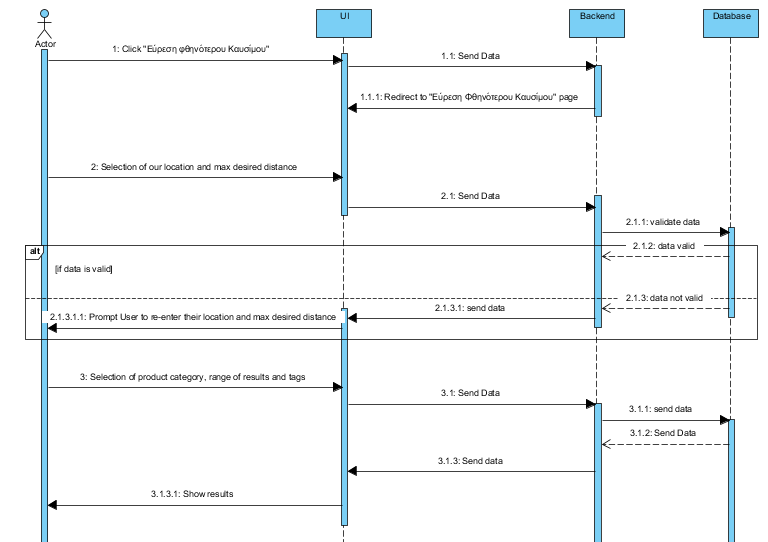 UI
Backend
Database
Actor
1: Click "Εύρεση φθηνότερου Καυσίμου"
1.1: Send Data
1.1.1: Redirect to "Εύρεση Φθηνότερου Καυσίμου" page
2: Selection of our location and max desired distance
2.1: Send Data
2.1.1: validate data
alt
2.1.2: data valid
[if data is valid]
2.1.3: data not valid
2.1.3.1: send data
2.1.3.1.1: Prompt User to re-enter their location and max desired distance
3: Selection of product category, range of results and tags
3.1: Send Data
3.1.1: send data
3.1.2: Send Data
3.1.3: Send data
3.1.3.1: Show results